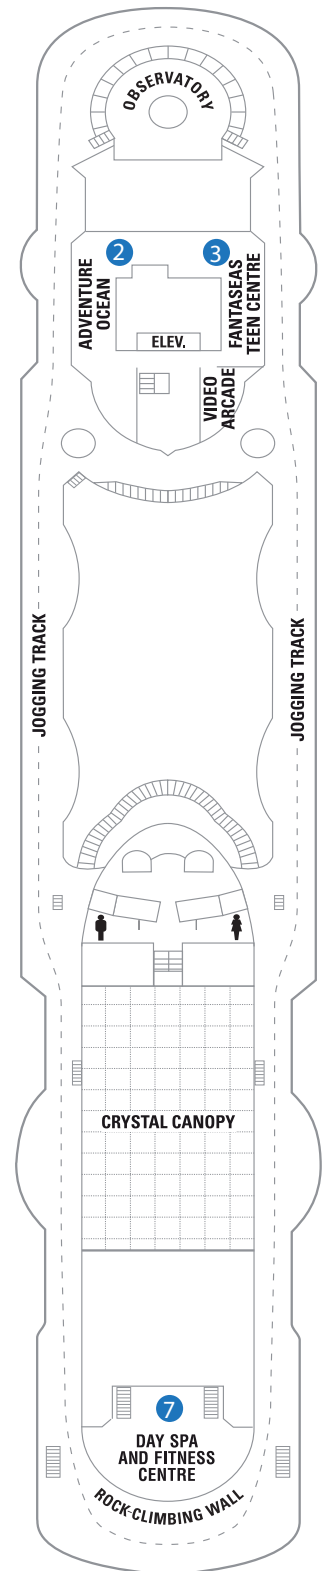 OBSERVATORY
2
3
ADVENTURE
OCEAN
FANTASEAS
TEEN CENTRE
ELEV.
VIDEO
ARCADE
JOGGING TRACK
JOGGING TRACK
CRYSTAL CANOPY
7
DAY SPA
AND FITNESS
CENTRE
ROCK-CLIMBING WALL